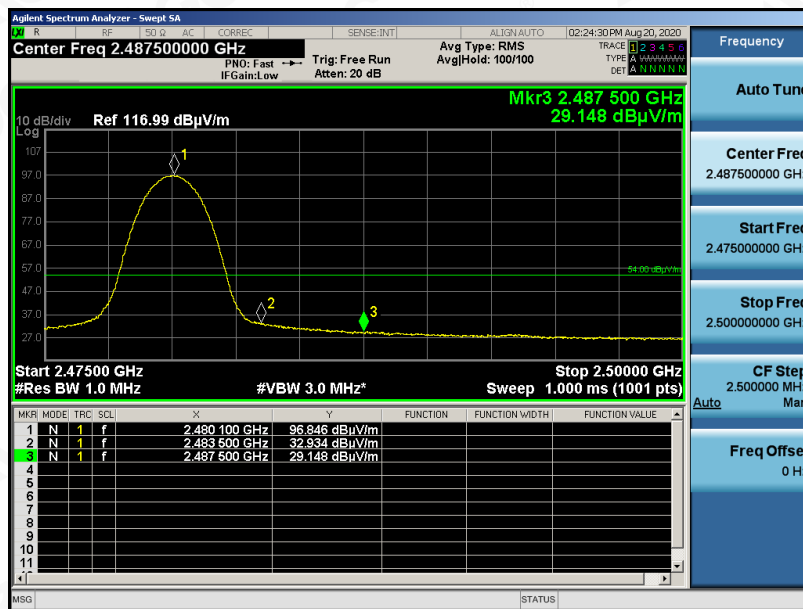 Agilent Spectrum Analyzer - Swept SA
LXI R RF 50 Ω AC CORREC SENSE:INT ALIGN AUTO 02:24:30 PM Aug 20, 2020
Center Freq 2.487500000 GHz
PNO: Fast
IFGain:Low
Trig: Free Run
Atten: 20 dB
Avg Type: RMS
Avg|Hold: 100/100
TRACE 1 2 3 4 5 6
TYPE A WWWWW
DET A N N N N N
Mkr3 2.487 500 GHz
29.148 dBµV/m
10 dB/div Ref 116.99 dBµV/m
Log
107
97.0
87.0
77.0
67.0
57.0
47.0
37.0
27.0
1
2
3
54.00 dBµV/m
Start 2.47500 GHz Stop 2.50000 GHz
#Res BW 1.0 MHz #VBW 3.0 MHz* Sweep 1.000 ms (1001 pts)
MKR MODE TRC SCL X Y FUNCTION FUNCTION WIDTH FUNCTION VALUE
1 N 1 f 2.480 100 GHz 96.846 dBµV/m
2 N 1 f 2.483 500 GHz 32.934 dBµV/m
3 N 1 f 2.487 500 GHz 29.148 dBµV/m
4
5
6
7
8
9
10
11
MSG STATUS
Frequency
Auto Tune
Center Freq
2.487500000 GHz
Start Freq
2.475000000 GHz
Stop Freq
2.500000000 GHz
CF Step
2.500000 MHz
Auto Man
Freq Offset
0 Hz